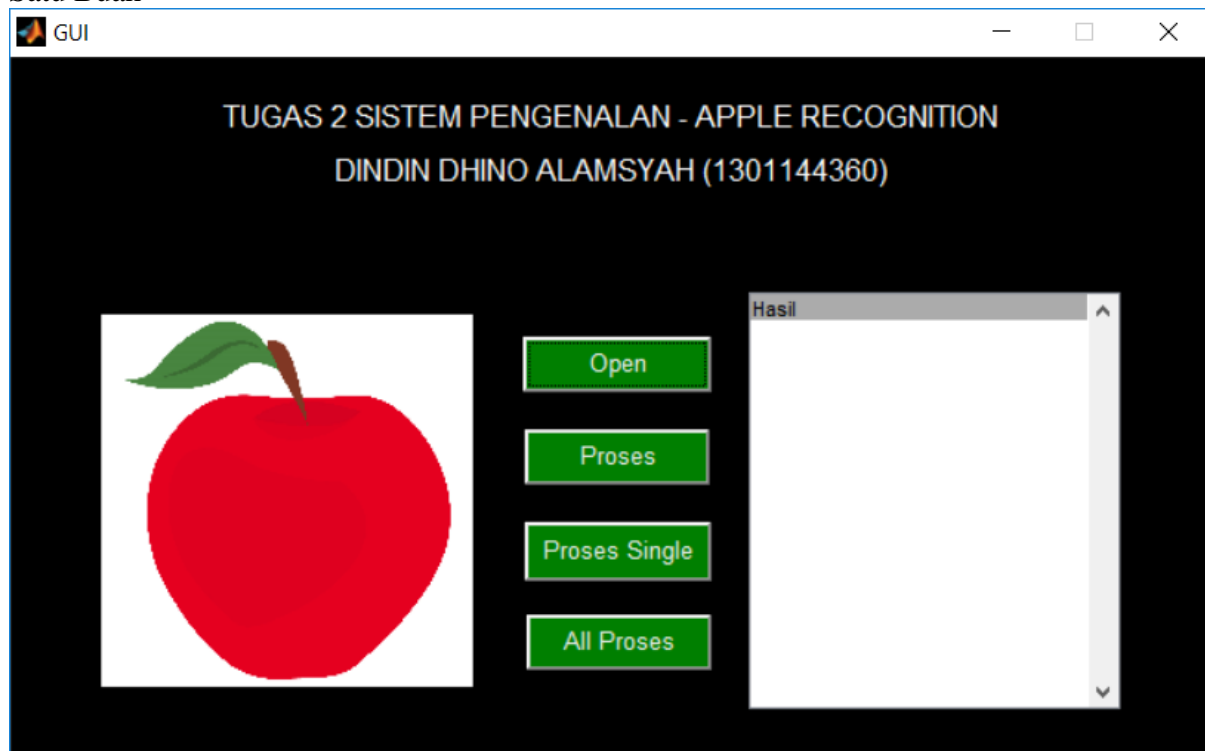 GUI
TUGAS 2 SISTEM PENGENALAN - APPLE RECOGNITION
DINDIN DHINO ALAMSYAH (1301144360)
Hasil
Open
Proses
Proses Single
All Proses